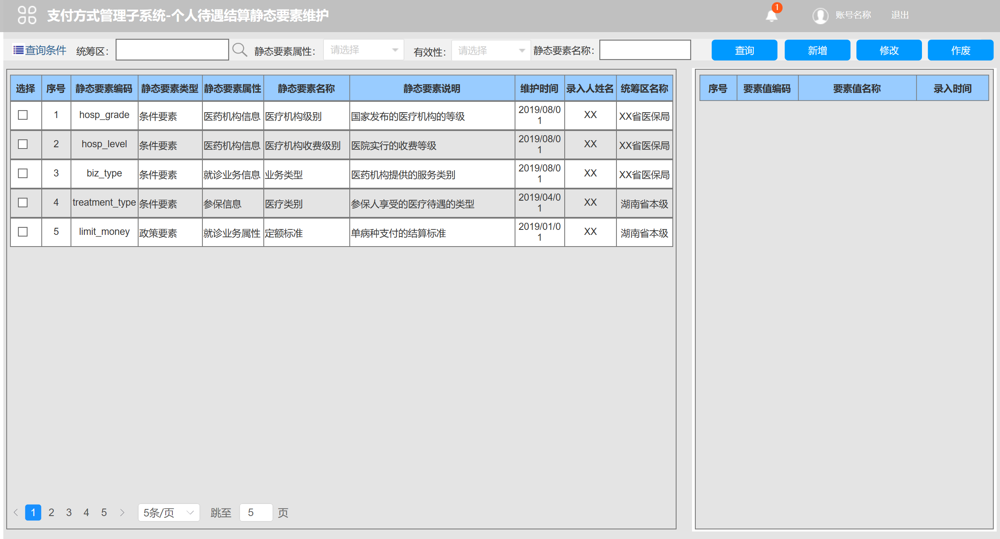 支付方式管理子系统-个人待遇结算静态要素维护
1
账号名称 退出
查询条件 统筹区： 静态要素属性： 请选择 有效性： 请选择 静态要素名称： 查询 新增 修改 作废
选择 序号 静态要素编码 静态要素类型 静态要素属性 静态要素名称 静态要素说明 维护时间 录入人姓名 统筹区名称
1 hosp_grade 条件要素 医药机构信息 医疗机构级别 国家发布的医疗机构的等级 2019/08/01 XX XX省医保局
2 hosp_level 条件要素 医药机构信息 医疗机构收费级别 医院实行的收费等级 2019/08/01 XX XX省医保局
3 biz_type 条件要素 就诊业务信息 业务类型 医药机构提供的服务类别 2019/08/01 XX XX省医保局
4 treatment_type 条件要素 参保信息 医疗类别 参保人享受的医疗待遇的类型 2019/04/01 XX 湖南省本级
5 limit_money 政策要素 就诊业务属性 定额标准 单病种支付的结算标准 2019/01/01 XX 湖南省本级
1 2 3 4 5 5条/页 跳至 5 页
序号 要素值编码 要素值名称 录入时间